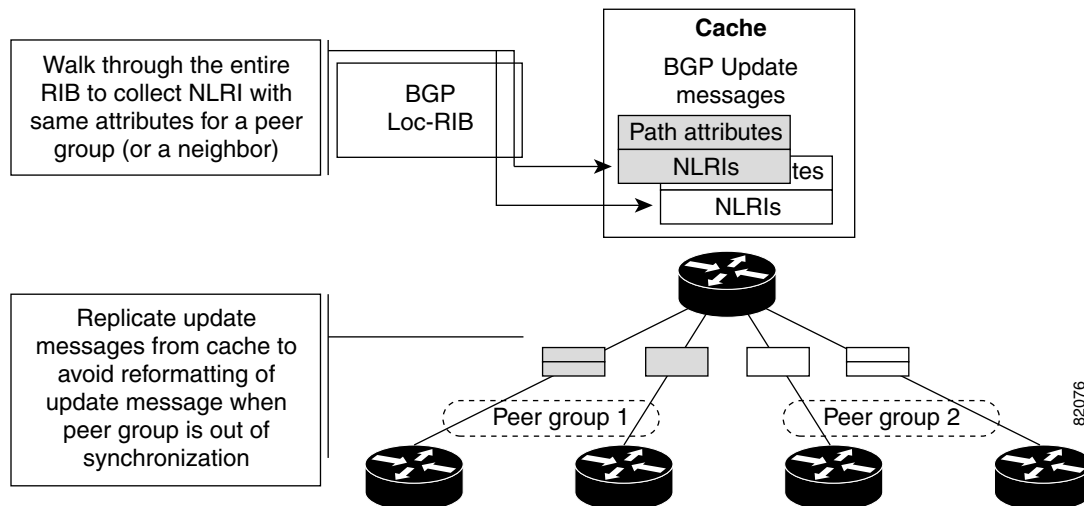 Walk through the entire
RIB to collect NLRI with
same attributes for a peer
group (or a neighbor)
BGP
Loc-RIB
Cache
BGP Update
messages
Path attributes
NLRIs
tes
NLRIs
Replicate update
messages from cache to
avoid reformatting of
update message when
peer group is out of
synchronization
Peer group 1
Peer group 2
82076